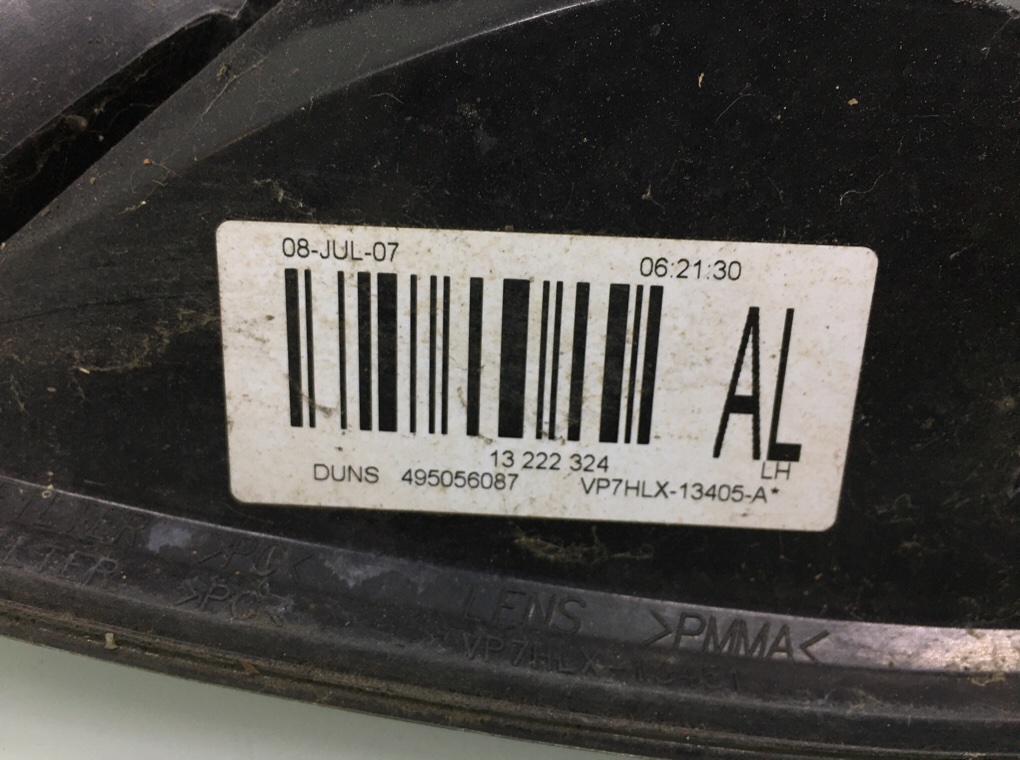 08-JUL-07 06:21:30
AL
13 222 324
LH
DUNS 495056087 VP7HLX-13405-A*
>PC<
>PC<
LENS >PMMA<